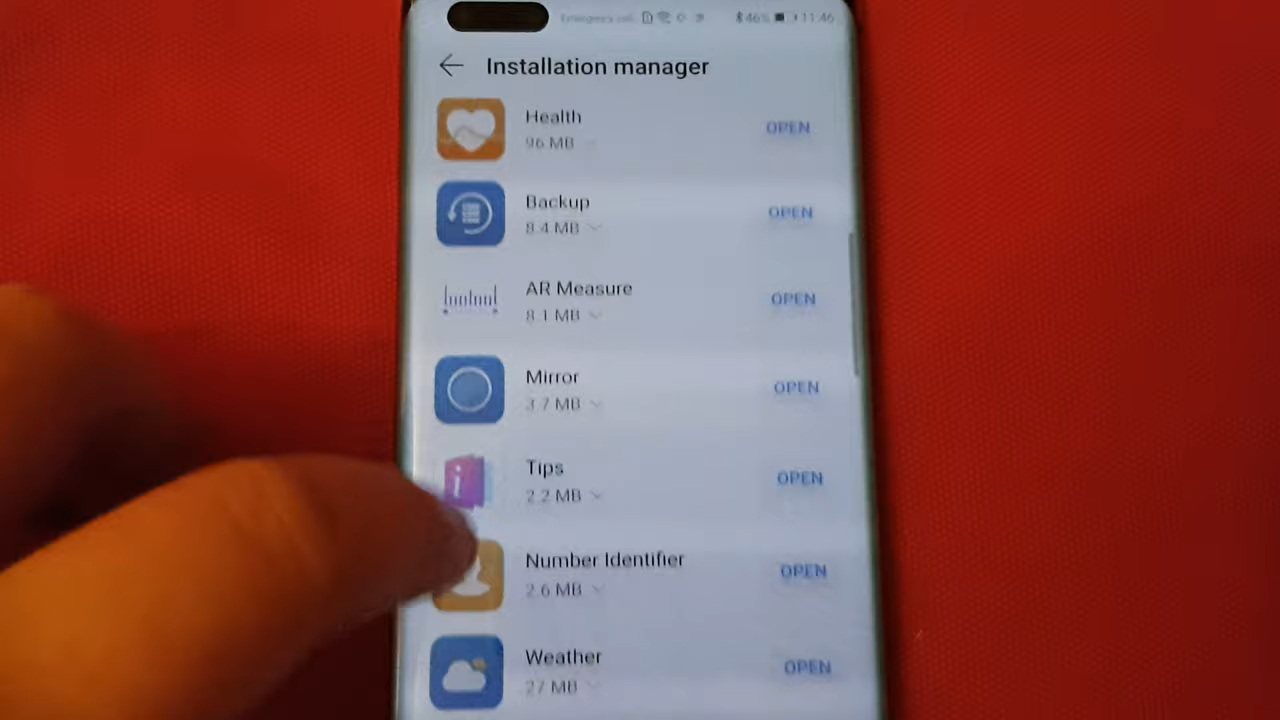 Emergency calls 46% 11:46
Installation manager
Health
96 MB
OPEN
Backup
8.4 MB
OPEN
AR Measure
8.1 MB
OPEN
Mirror
3.7 MB
OPEN
i
Tips
2.2 MB
OPEN
Number Identifier
2.6 MB
OPEN
Weather
27 MB
OPEN